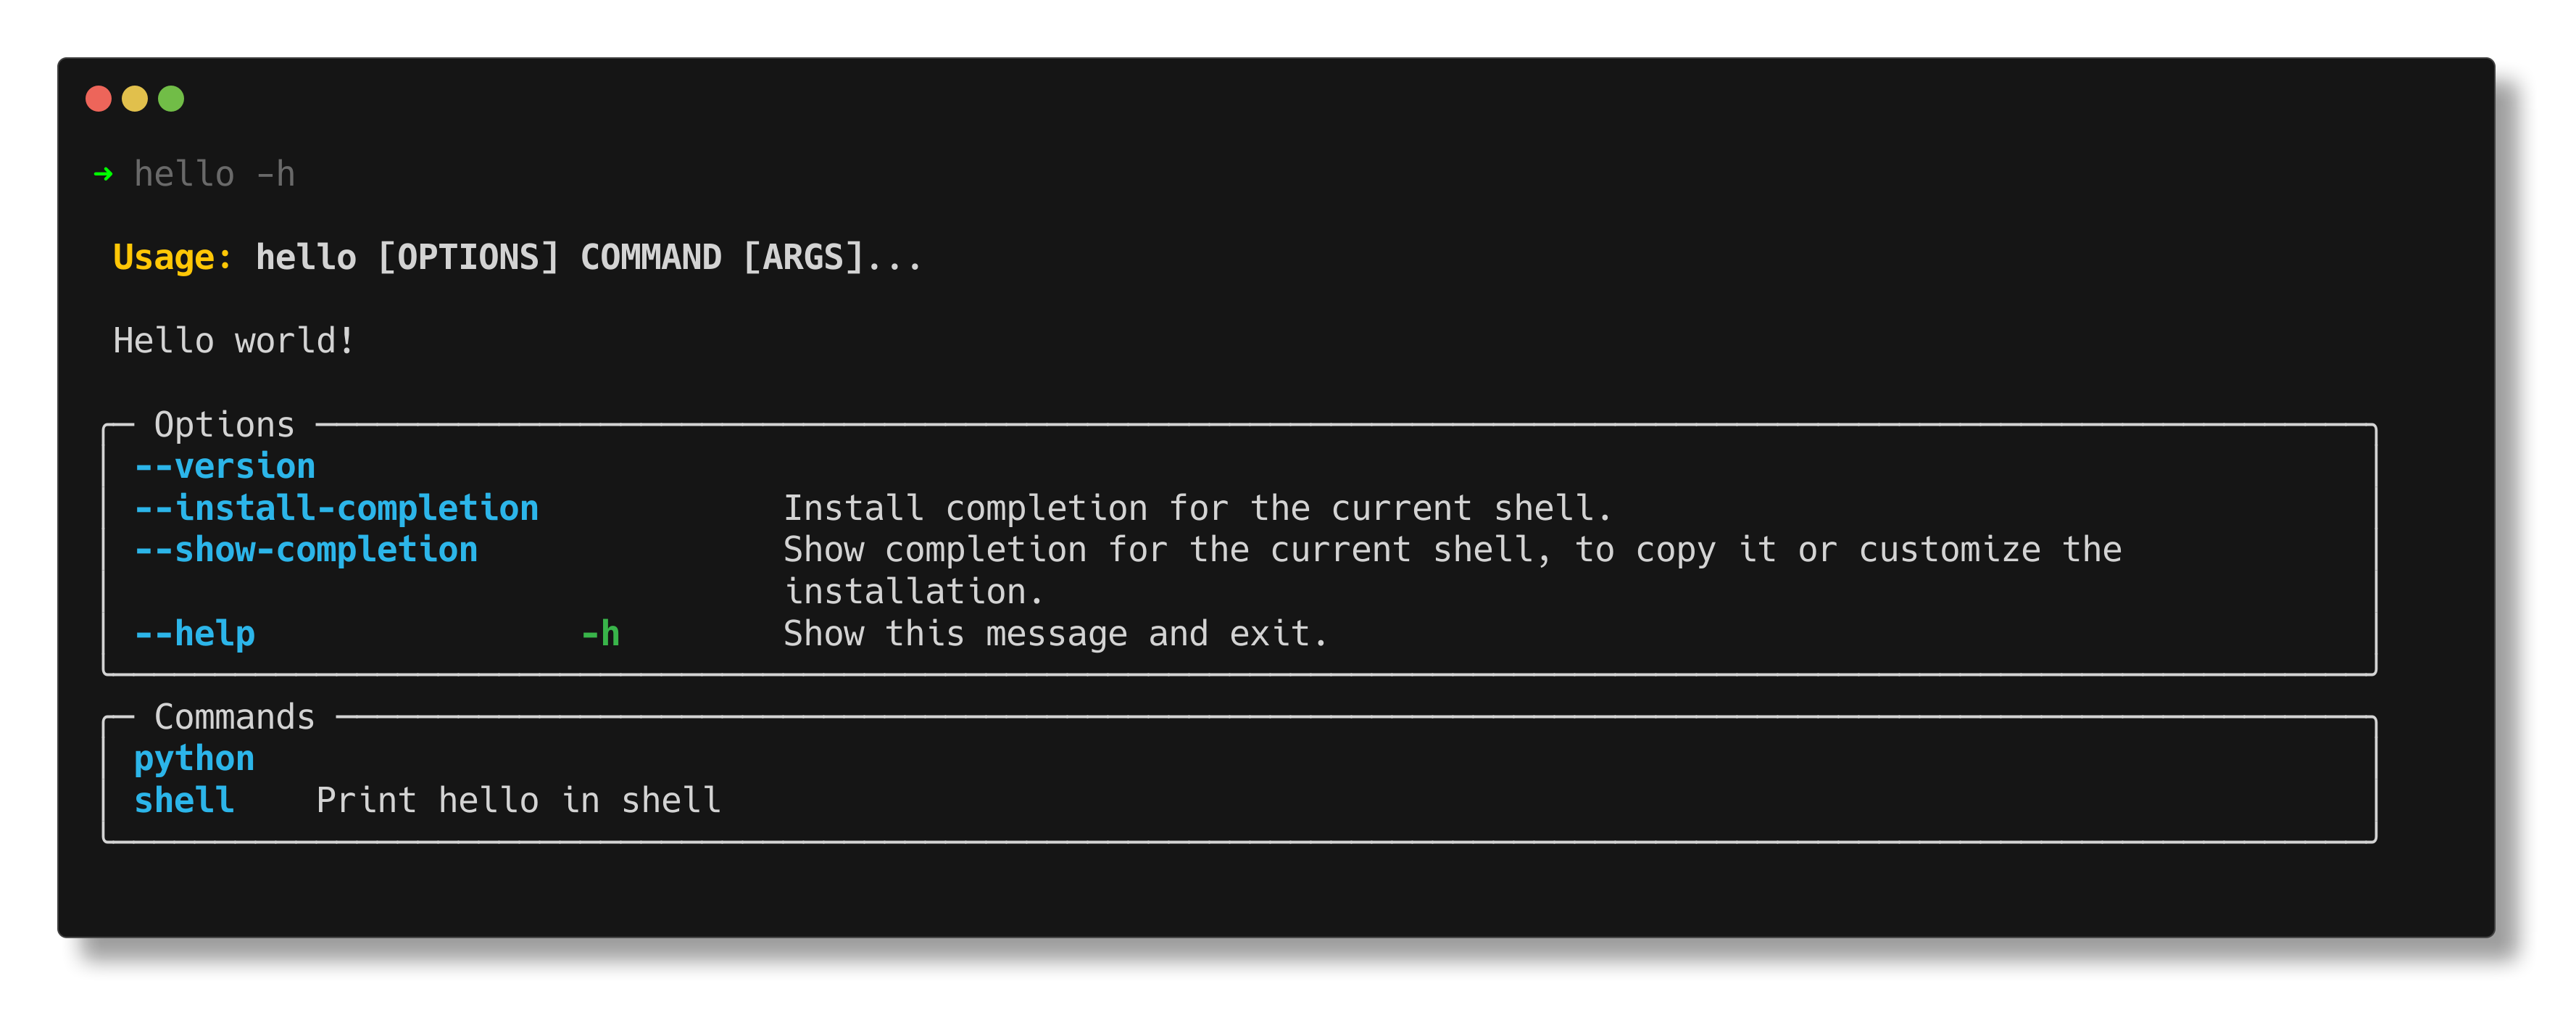 ➜ hello -h
Usage: hello [OPTIONS] COMMAND [ARGS]...
Hello world!
Options
--version
--install-completion Install completion for the current shell.
--show-completion Show completion for the current shell, to copy it or customize the
installation.
--help -h Show this message and exit.
Commands
python
shell Print hello in shell